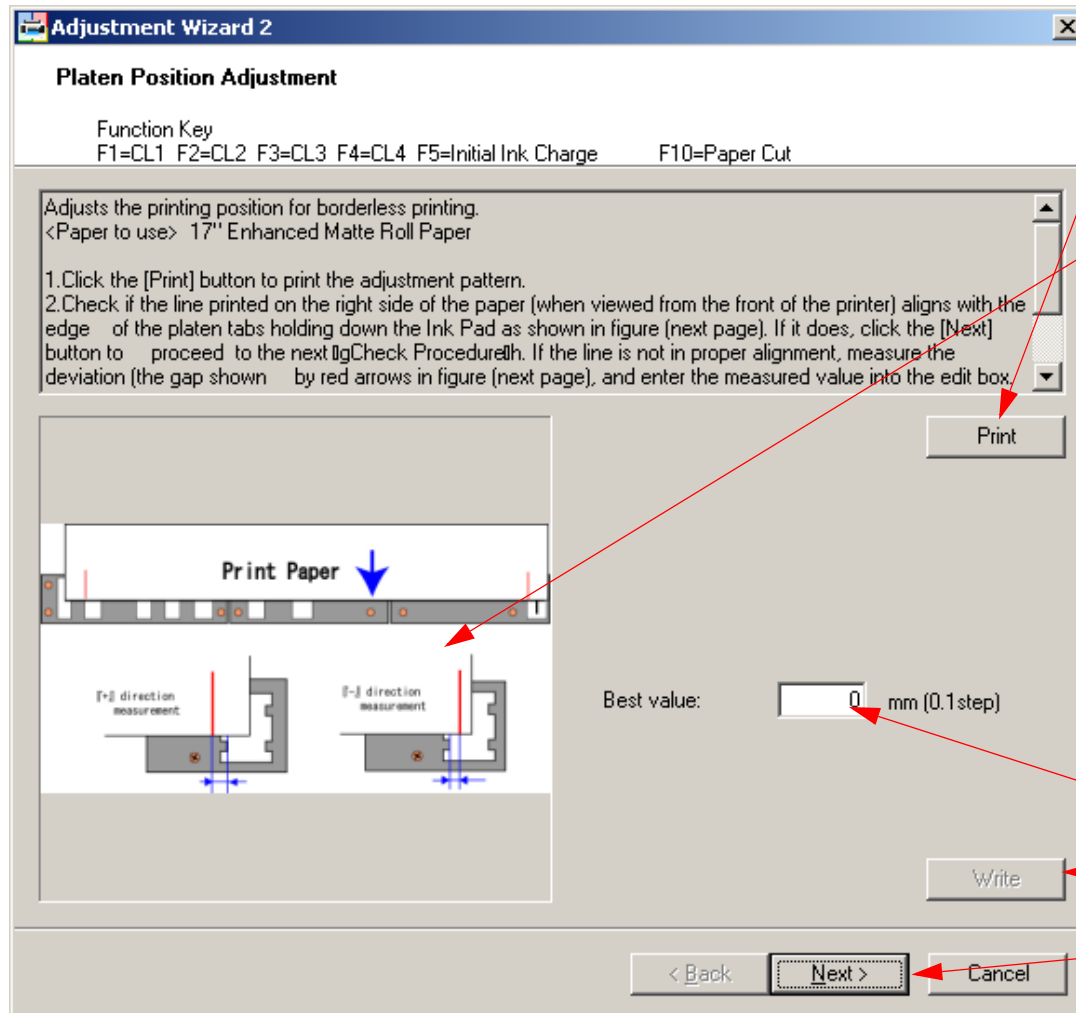 Adjustment Wizard 2
Platen Position Adjustment
Function Key
F1=CL1 F2=CL2 F3=CL3 F4=CL4 F5=Initial Ink Charge F10=Paper Cut
Adjusts the printing position for borderless printing.
<Paper to use> 17" Enhanced Matte Roll Paper
1.Click the [Print] button to print the adjustment pattern.
2.Check if the line printed on the right side of the paper (when viewed from the front of the printer) aligns with the
edge of the platen tabs holding down the Ink Pad as shown in figure (next page). If it does, click the [Next]
button to proceed to the next ▯gCheck Procedure▯h. If the line is not in proper alignment, measure the
deviation (the gap shown by red arrows in figure (next page), and enter the measured value into the edit box.
Print
Print Paper
『+』 direction
measurement
『-』 direction
measurement
Best value: 0 mm (0.1step)
Write
< Back Next > Cancel